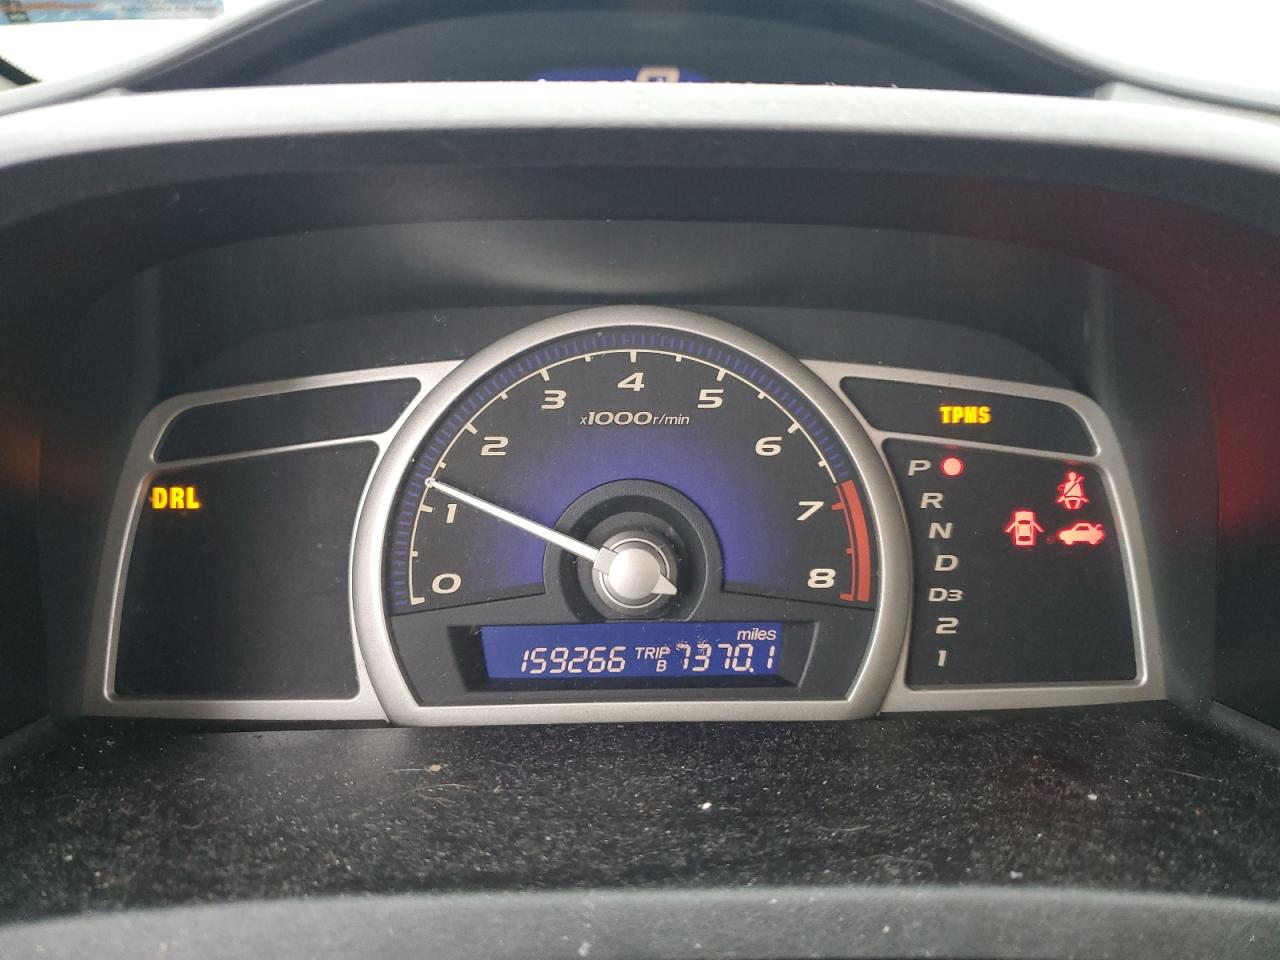 4
3 5
x1000r/min
2 6
TPMS
P
DRL
R
1 7
N
D
0 8
D3
miles
2
159266 TRIP B 7370.1
1